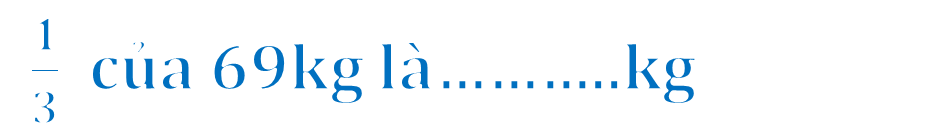 1/3 của 69kg là...........kg